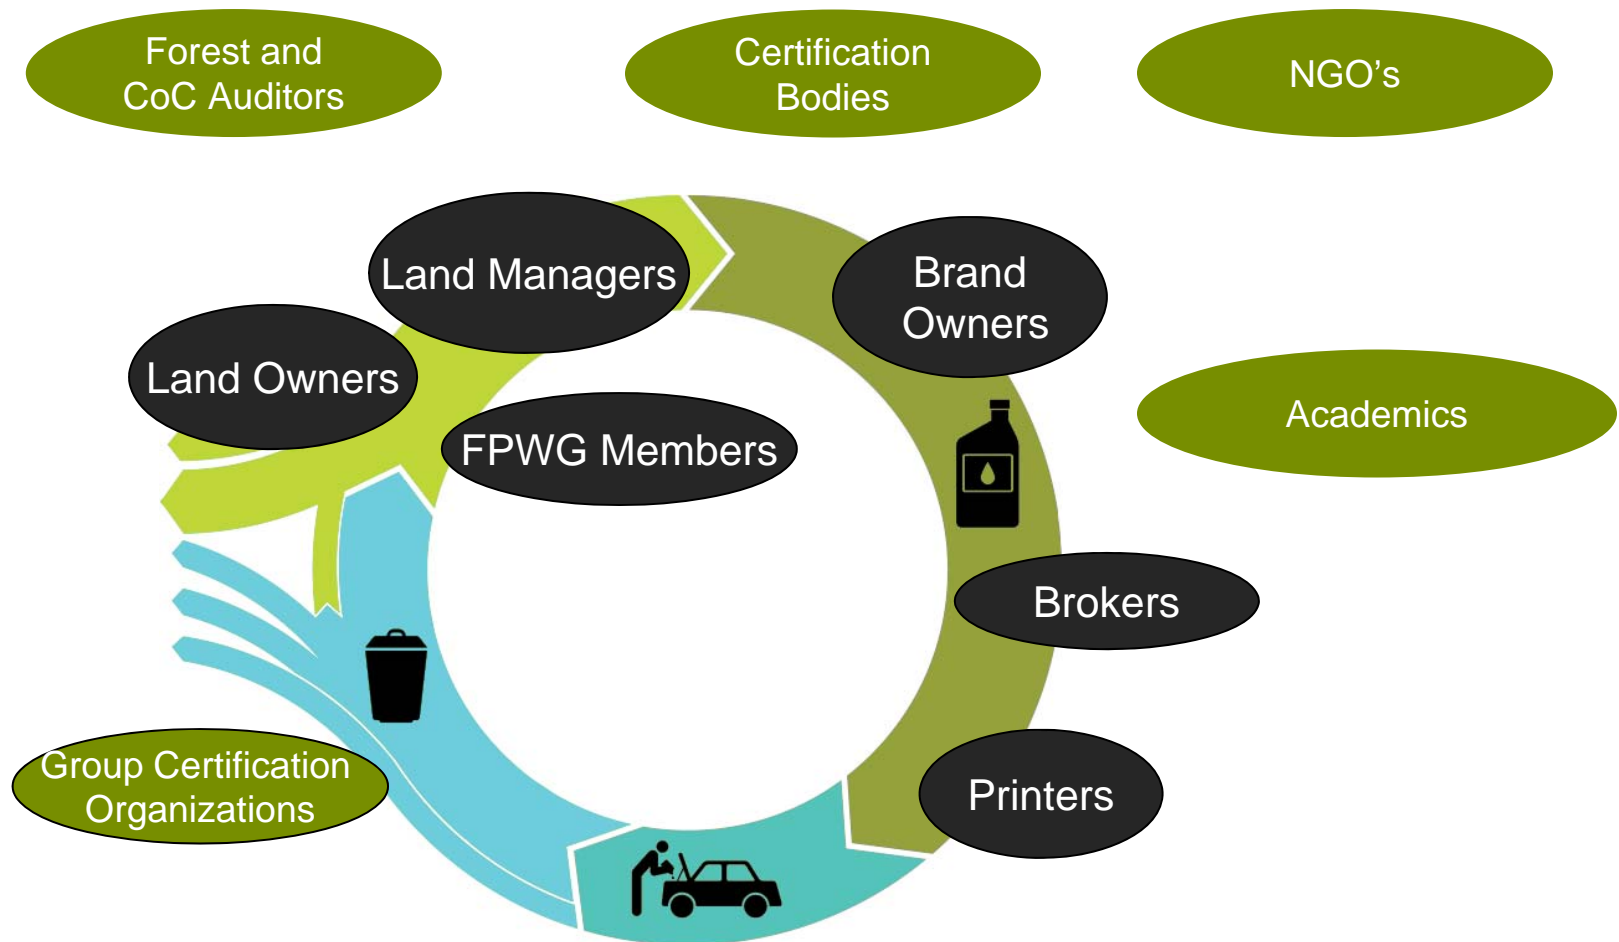 Forest and
CoC Auditors
Certification
Bodies
NGO's
Land Managers
Brand
Owners
Land Owners
Academics
FPWG Members
Brokers
Group Certification
Organizations
Printers